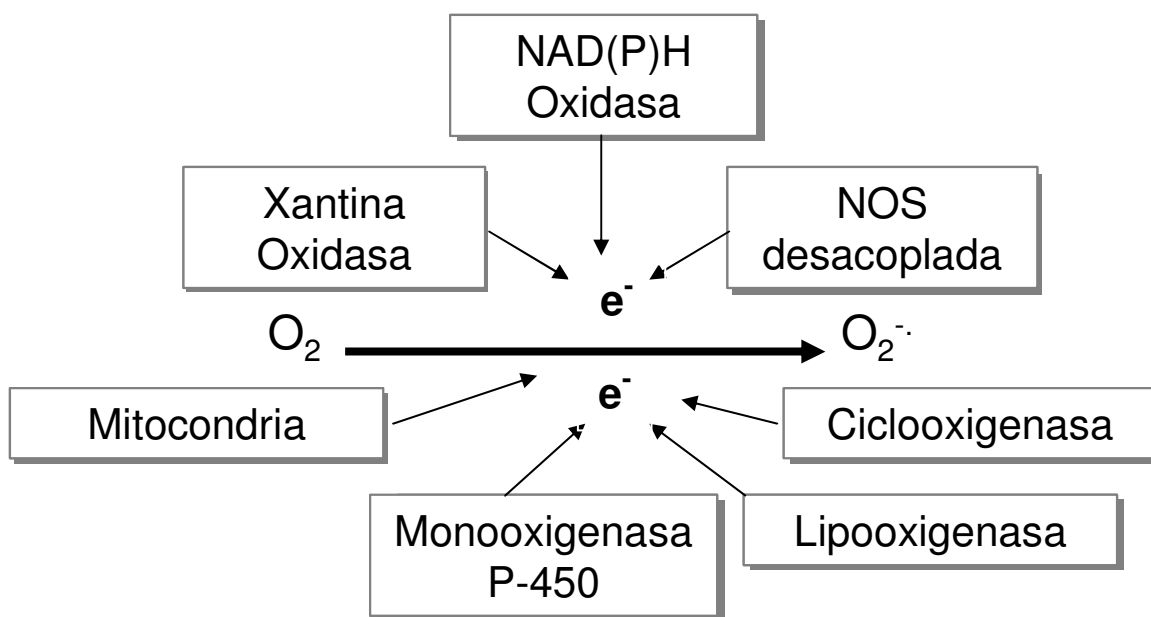 NAD(P)H
Oxidasa
Xantina
Oxidasa
NOS
desacoplada
e⁻
O₂
O₂⁻·
e⁻
Mitocondria
Ciclooxigenasa
Monooxigenasa
P-450
Lipooxigenasa